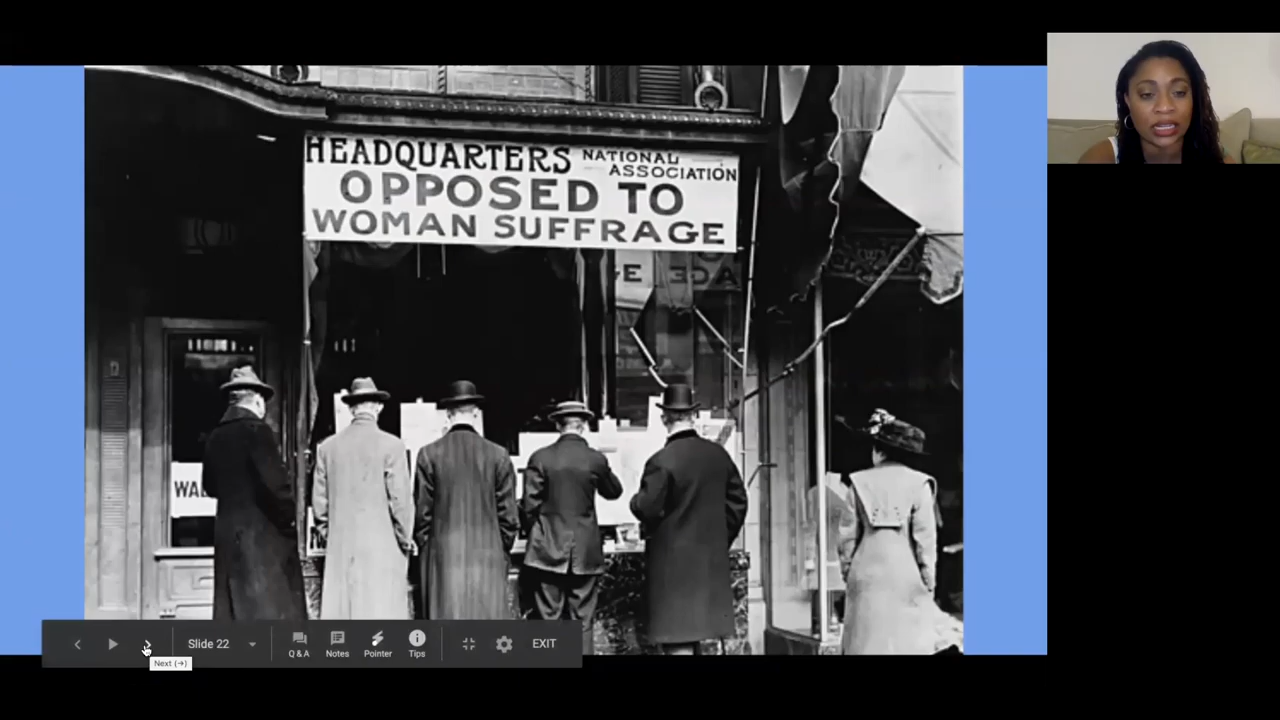 HEADQUARTERS NATIONAL
ASSOCIATION
OPPOSED TO
WOMAN SUFFRAGE
Slide 22
Q & A
Notes
Pointer
Tips
EXIT
Next (→)